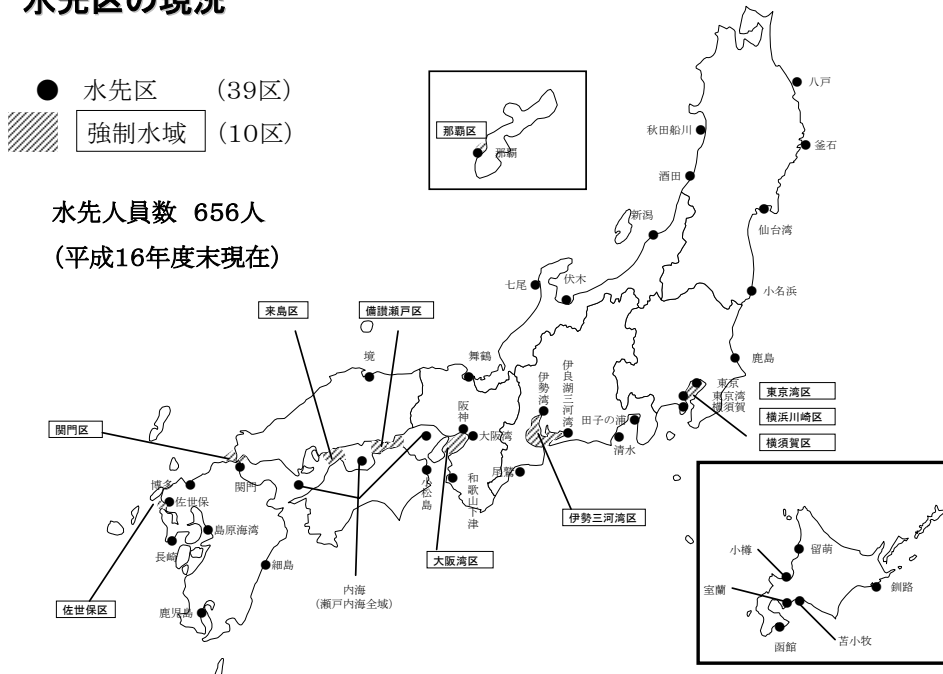 水先区の現況
水先区 (39区)
強制水域 (10区)
水先人員数 656人
(平成16年度末現在)
那覇区
那覇
八戸
秋田船川
釜石
酒田
新潟
仙台湾
七尾
伏木
小名浜
来島区
備讃瀬戸区
境
舞鶴
鹿島
伊勢湾
伊良湖三河湾
東京
東京湾
横須賀
東京湾区
横浜川崎区
横須賀区
田子の浦
清水
阪神
大阪湾
関門区
関門
博多
佐世保
尾鷲
小松島
和歌山下津
伊勢三河湾区
島原海湾
長崎
細島
大阪湾区
内海
(瀬戸内海全域)
佐世保区
鹿児島
小樽
留萌
室蘭
釧路
函館
苫小牧